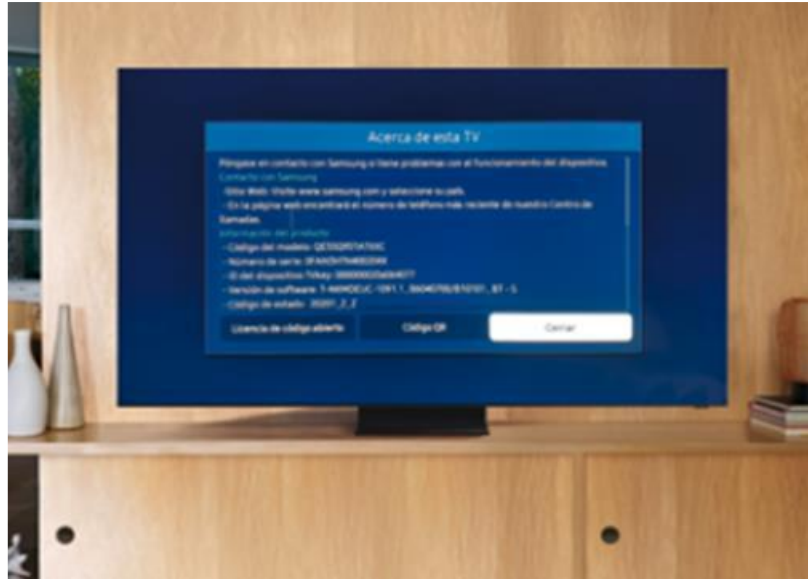 Acerca de esta TV
Póngase en contacto con Samsung si tiene problemas con el funcionamiento del dispositivo.
Contacto con Samsung
- Sitio Web: Visite www.samsung.com y seleccione su país.
- En la página web encontrará el número de teléfono más reciente de nuestro Centro de
llamadas.
Información del producto
- Código del modelo:
- Número de serie:
- ID del dispositivo TVkey:
- Versión de software:
- Código de estado:
Licencia de código abierto
Código QR
Cerrar